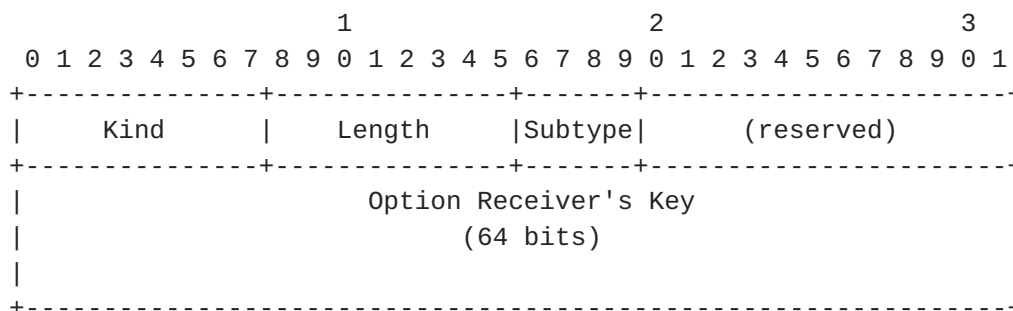 1 2 3
0 1 2 3 4 5 6 7 8 9 0 1 2 3 4 5 6 7 8 9 0 1 2 3 4 5 6 7 8 9 0 1
+---------------+---------------+-------+-----------------------+
| Kind | Length |Subtype| (reserved)
+---------------+---------------+-------+-----------------------+
| Option Receiver's Key
| (64 bits)
|
+---------------------------------------------------------------+